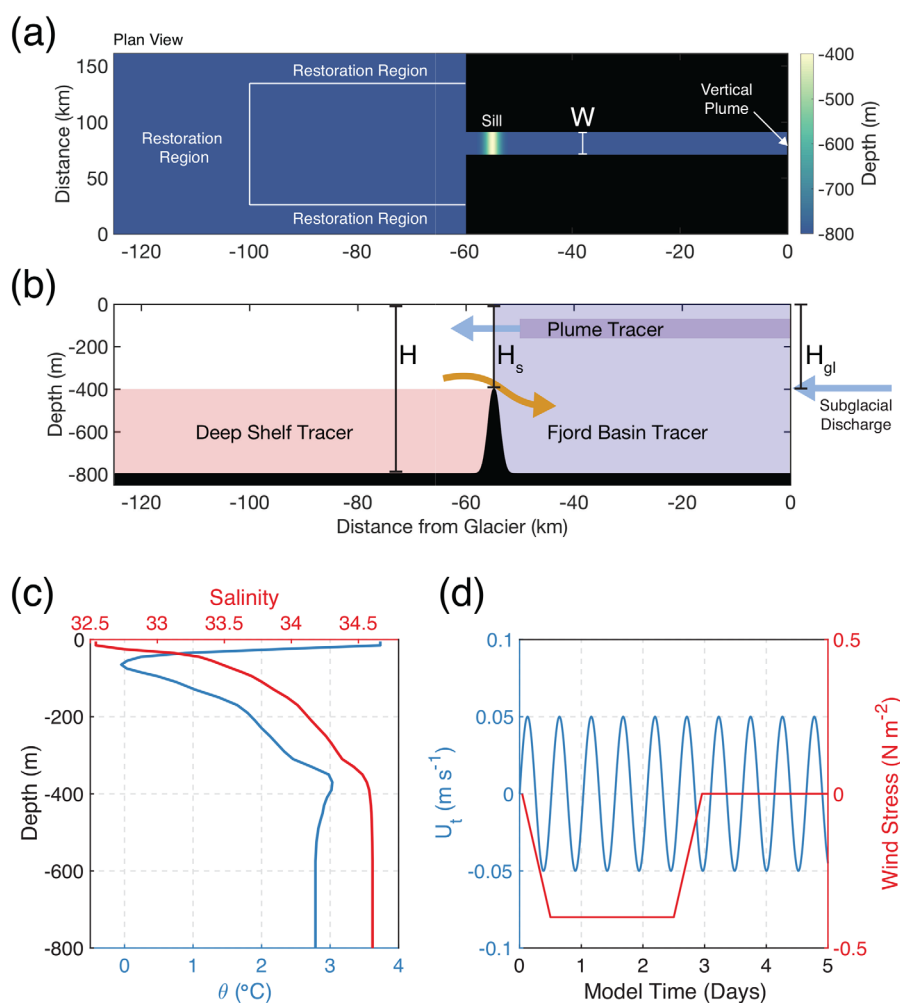 (a)
Plan View
Distance (km)
150
100
50
0
Restoration Region
Restoration
Region
Restoration Region
Sill
W
Vertical
Plume
-400
-500
-600
-700
-800
Depth (m)
-120
-100
-80
-60
-40
-20
0
(b)
Depth (m)
0
-200
-400
-600
-800
H
Hs
Hgl
Plume Tracer
Deep Shelf Tracer
Fjord Basin Tracer
Subglacial
Discharge
-120
-100
-80
-60
-40
-20
0
Distance from Glacier (km)
(c)
Salinity
32.5
33
33.5
34
34.5
Depth (m)
0
-200
-400
-600
-800
0
1
2
3
4
θ (°C)
(d)
Ut (m s-1)
0.1
0.05
0
-0.05
-0.1
0.5
0
-0.5
Wind Stress (N m-2)
0
1
2
3
4
5
Model Time (Days)